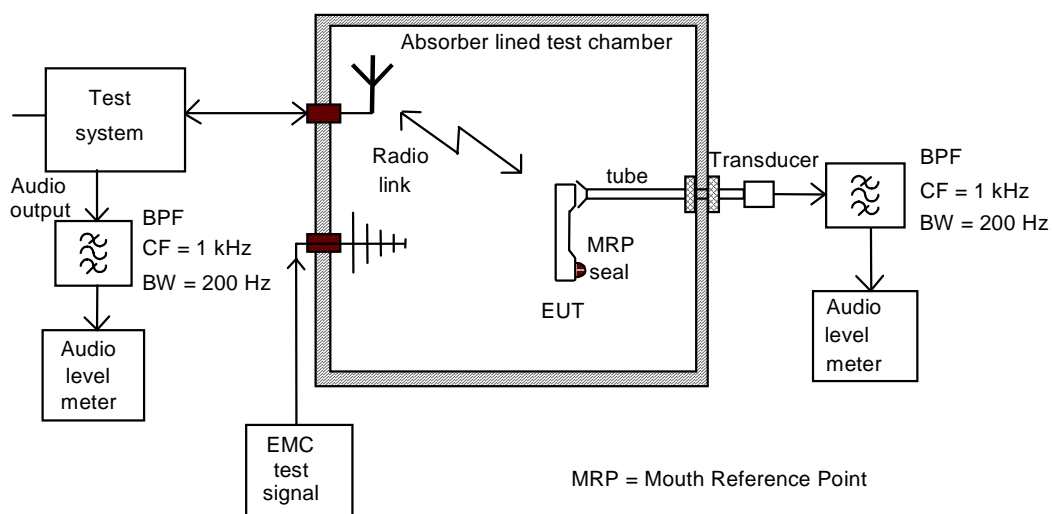 Absorber lined test chamber
Test
system
Radio
link
Audio
output
BPF
CF = 1 kHz
BW = 200 Hz
Audio
level
meter
EMC
test
signal
tube
MRP
seal
EUT
Transducer
BPF
CF = 1 kHz
BW = 200 Hz
Audio
level
meter
MRP = Mouth Reference Point